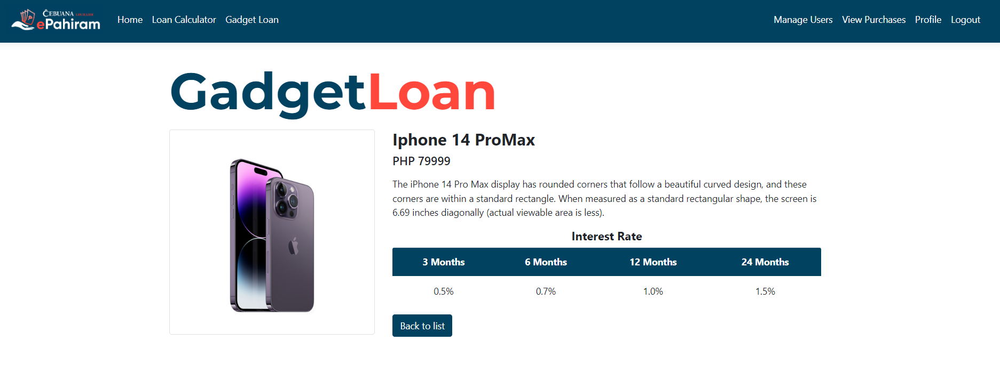 ČEBUANA LHUILLIER
ePahiram
Home Loan Calculator Gadget Loan
Manage Users View Purchases Profile Logout
GadgetLoan
Iphone 14 ProMax
PHP 79999
The iPhone 14 Pro Max display has rounded corners that follow a beautiful curved design, and these
corners are within a standard rectangle. When measured as a standard rectangular shape, the screen is
6.69 inches diagonally (actual viewable area is less).
Interest Rate
3 Months 6 Months 12 Months 24 Months
0.5% 0.7% 1.0% 1.5%
Back to list